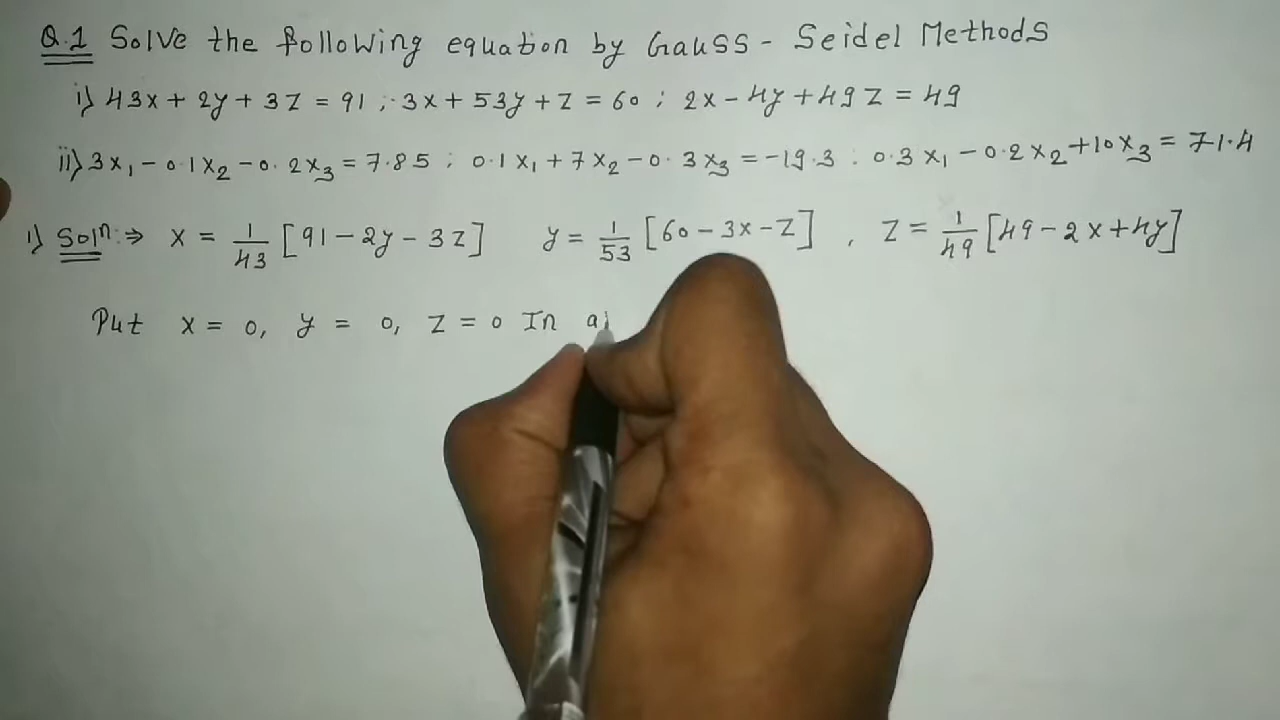 Q.1 Solve the following equation by Gauss - Seidel Methods
i) 43x + 2y + 3z = 91 ; 3x + 53y + z = 60 ; 2x - 4y + 49z = 49
ii) 3x₁ - 0.1x₂ - 0.2x₃ = 7.85 ; 0.1x₁ + 7x₂ - 0.3x₃ = -19.3 : 0.3x₁ - 0.2x₂ + 10x₃ = 71.4
1) Solⁿ:⇒ x = 1/43 [91 - 2y - 3z] y = 1/53 [60 - 3x - z] , z = 1/49 [49 - 2x + 4y]
Put x = 0, y = 0, z = 0 In